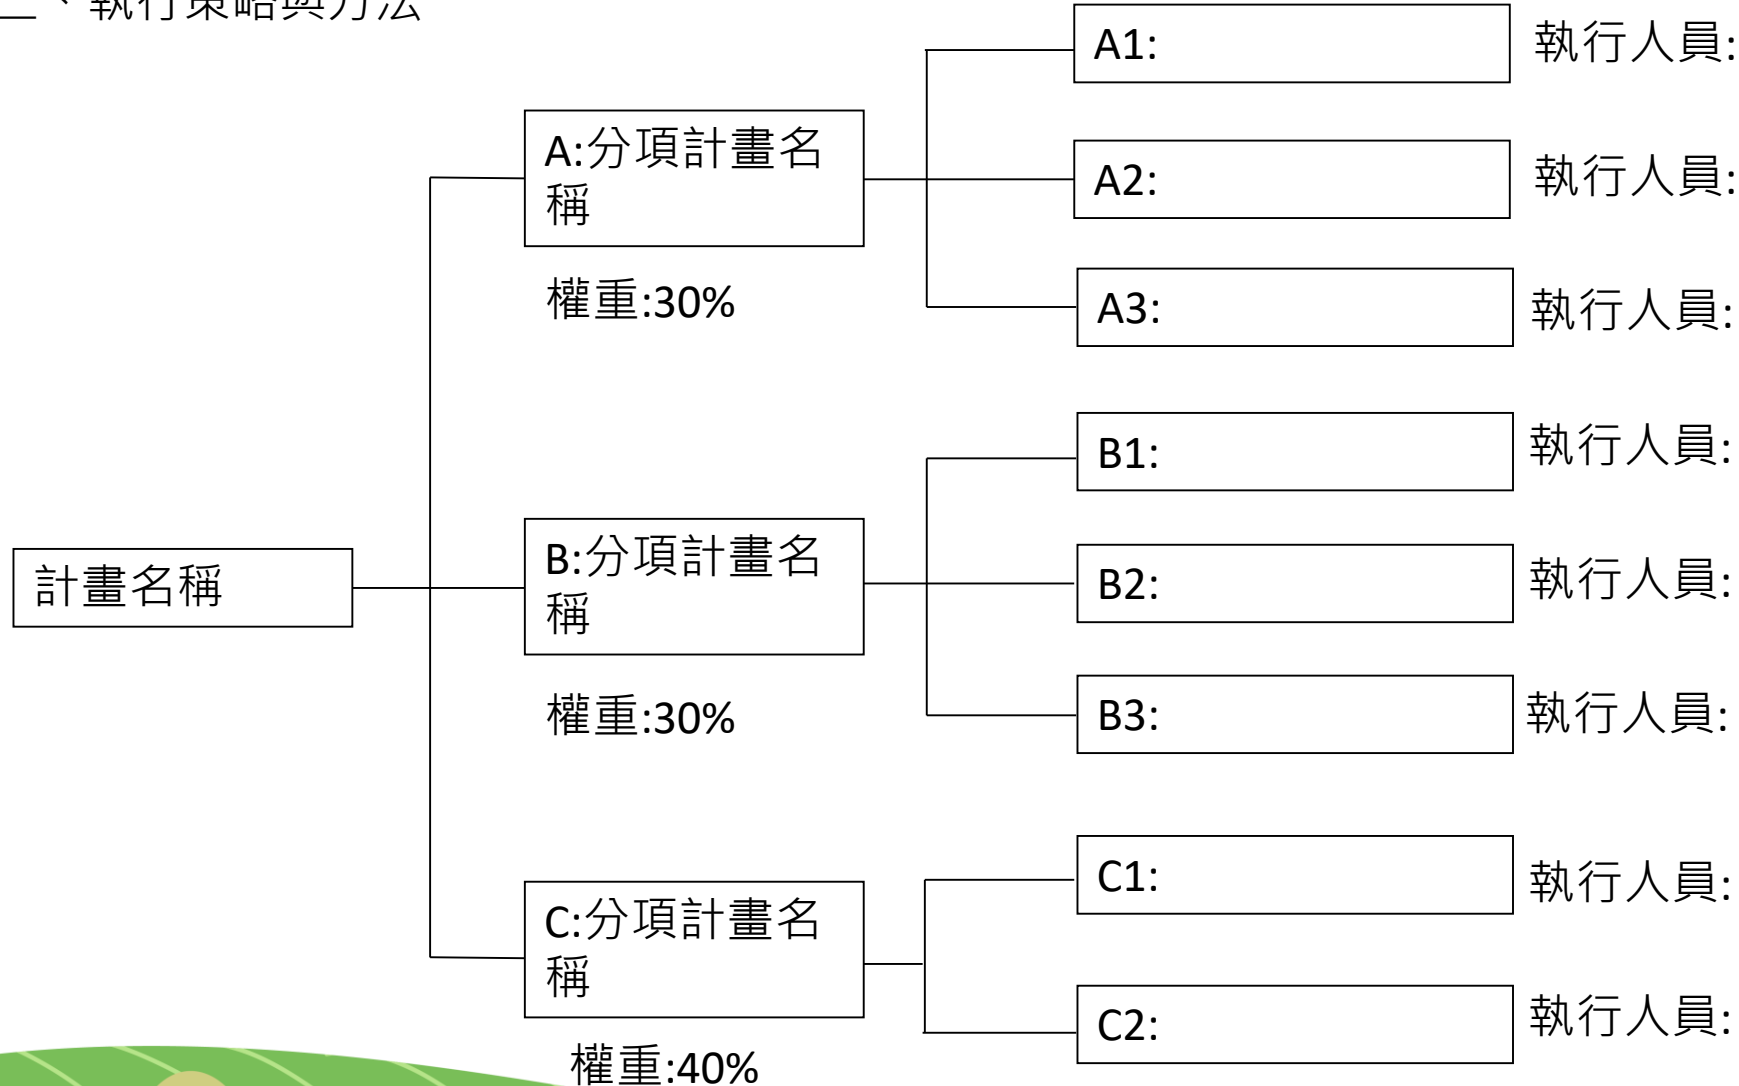 、執行策略與方法
A1:
執行人員:
A:分項計畫名
稱
A2:
執行人員:
權重:30%
A3:
執行人員:
B1:
執行人員:
計畫名稱
B:分項計畫名
稱
B2:
執行人員:
權重:30%
B3:
執行人員:
C1:
執行人員:
C:分項計畫名
稱
C2:
執行人員:
權重:40%